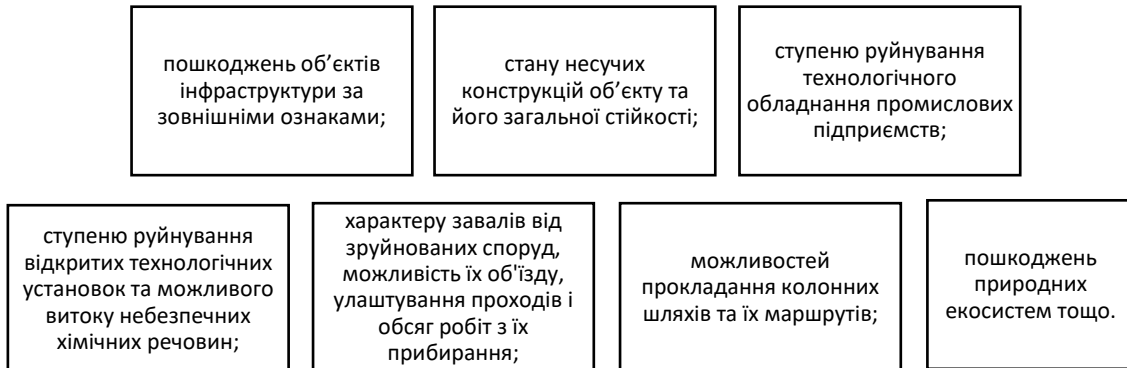 пошкоджень об’єктів
інфраструктури за
зовнішніми ознаками;
стану несучих
конструкцій об’єкту та
його загальної стійкості;
ступеню руйнування
технологічного
обладнання промислових
підприємств;
ступеню руйнування
відкритих технологічних
установок та можливого
витоку небезпечних
хімічних речовин;
характеру завалів від
зруйнованих споруд,
можливість їх об'їзду,
улаштування проходів і
обсяг робіт з їх
прибирання;
можливостей
прокладання колонних
шляхів та їх маршрутів;
пошкоджень
природних
екосистем тощо.